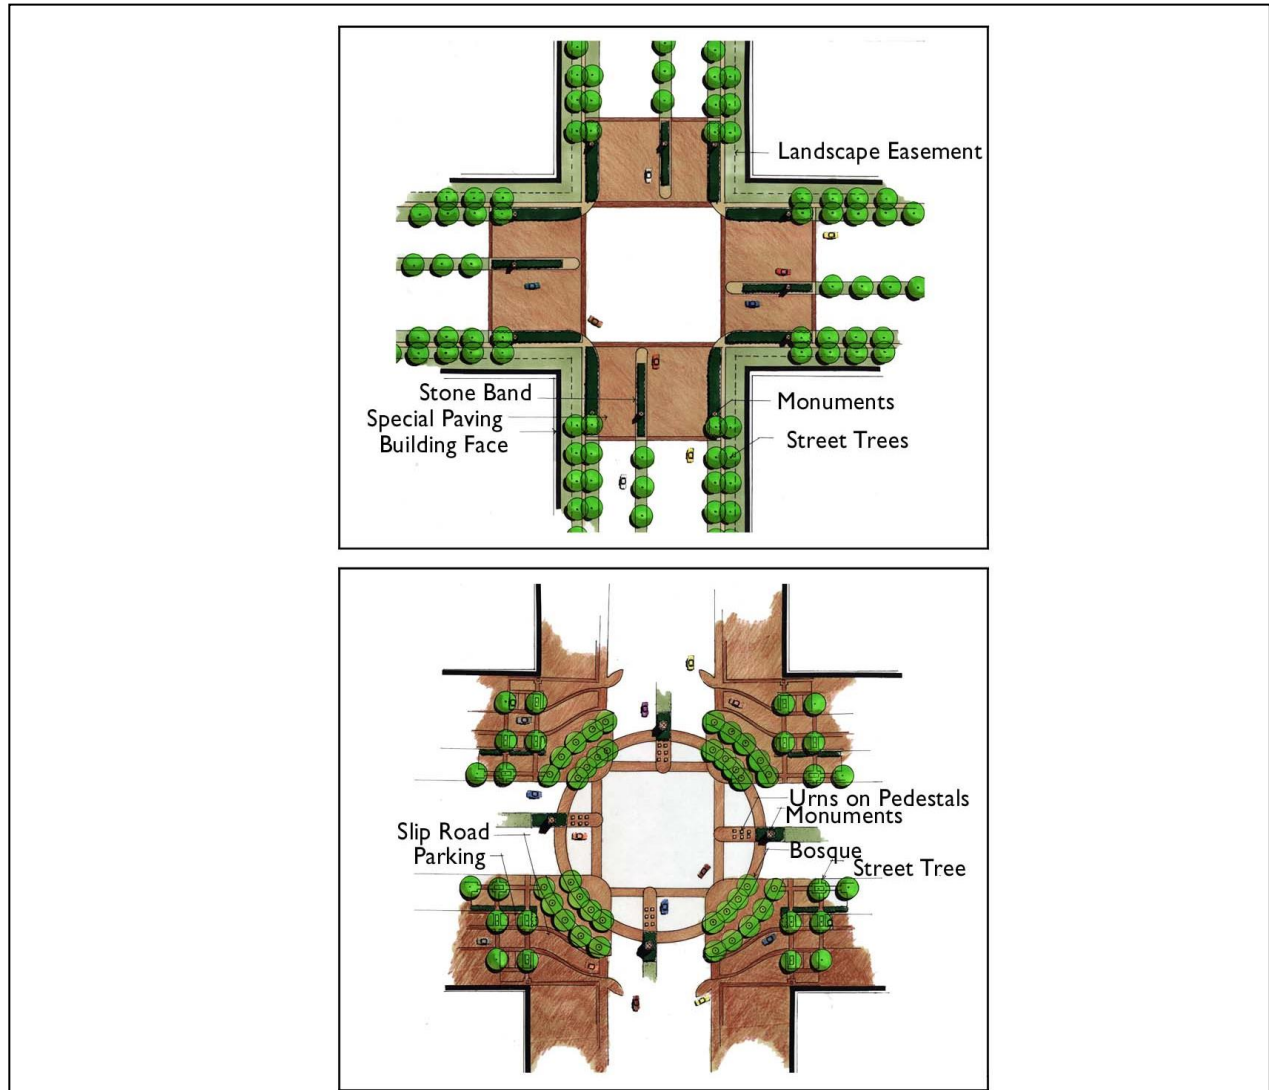 Landscape Easement
Stone Band
Special Paving
Building Face
Monuments
Street Trees
Urns on Pedestals
Monuments
Slip Road
Parking
Bosque
Street Tree